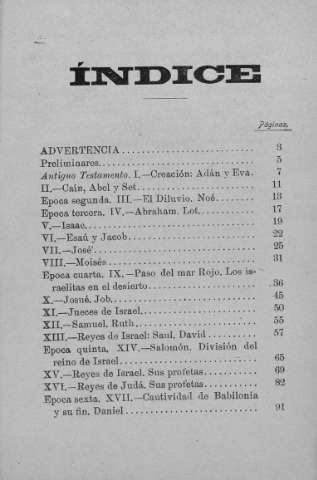 ÍNDICE
Páginas.
ADVERTENCIA........................ 3
Preliminares............................ 5
Antiguo Testamento. I.—Creación: Adán y Eva. 7
II.—Caín, Abel y Set...................... 11
Epoca segunda. III.—El Diluvio. Noé......... 13
Epoca tercera. IV.—Abraham. Lot............ 17
V.—Isaac............................... 19
VI.—Esaú y Jacob........................ 22
VII.—José............................... 25
VIII.—Moisés............................ 31
Epoca cuarta. IX.—Paso del mar Rojo. Los is-
raelitas en el desierto................... 36
X.—Josué, Job........................... 45
XI.—Jueces de Israel..................... 50
XII.—Samuel, Ruth....................... 55
XIII.—Reyes de Israel: Saul, David.......... 57
Epoca quinta. XIV.—Salomón. División del
reino de Israel......................... 65
XV.—Reyes de Israel. Sus profetas.......... 69
XVI.—Reyes de Judá. Sus profetas.......... 82
Epoca sexta. XVII.—Cautividad de Babilonia
y su fin. Daniel........................ 91